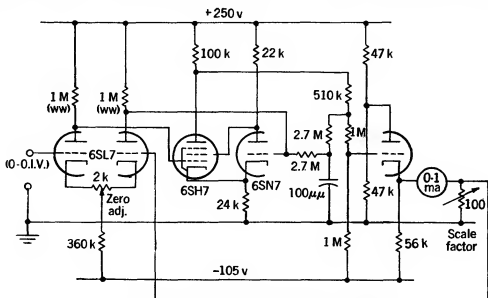 +250 v
100 k
22 k
47 k
1 M
(ww)
1 M
(ww)
510 k
2.7 M
1 M
(0-0.I.V.)
6SL7
6SH7
6SN7
2.7 M
100μμ
0-1
ma
2 k
Zero
adj.
24 k
47 k
100
Scale
factor
360 k
1 M
56 k
-105 v